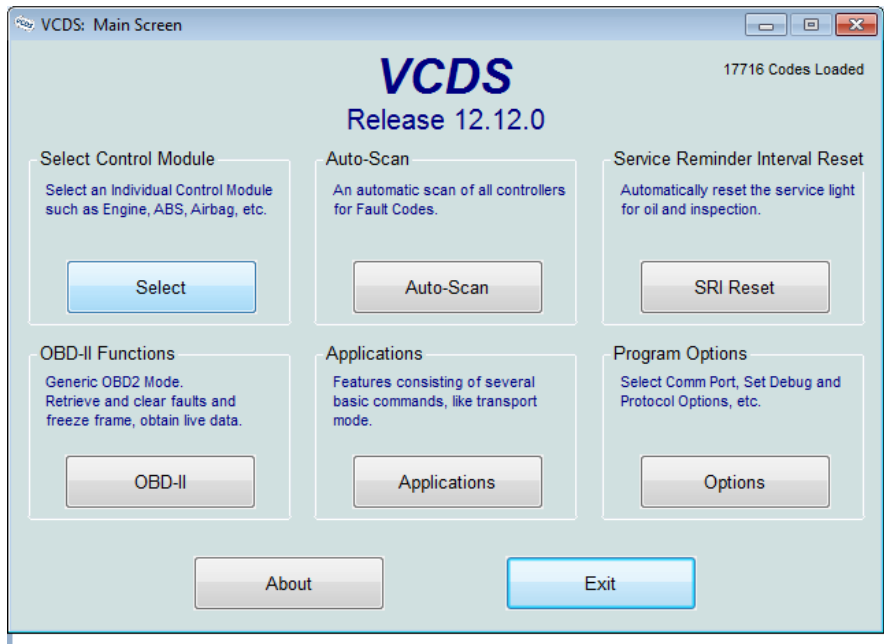 VCDS: Main Screen
VCDS
17716 Codes Loaded
Release 12.12.0
Select Control Module
Select an Individual Control Module
such as Engine, ABS, Airbag, etc.
Select
Auto-Scan
An automatic scan of all controllers
for Fault Codes.
Auto-Scan
Service Reminder Interval Reset
Automatically reset the service light
for oil and inspection.
SRI Reset
OBD-II Functions
Generic OBD2 Mode.
Retrieve and clear faults and
freeze frame, obtain live data.
OBD-II
Applications
Features consisting of several
basic commands, like transport
mode.
Applications
Program Options
Select Comm Port, Set Debug and
Protocol Options, etc.
Options
About
Exit